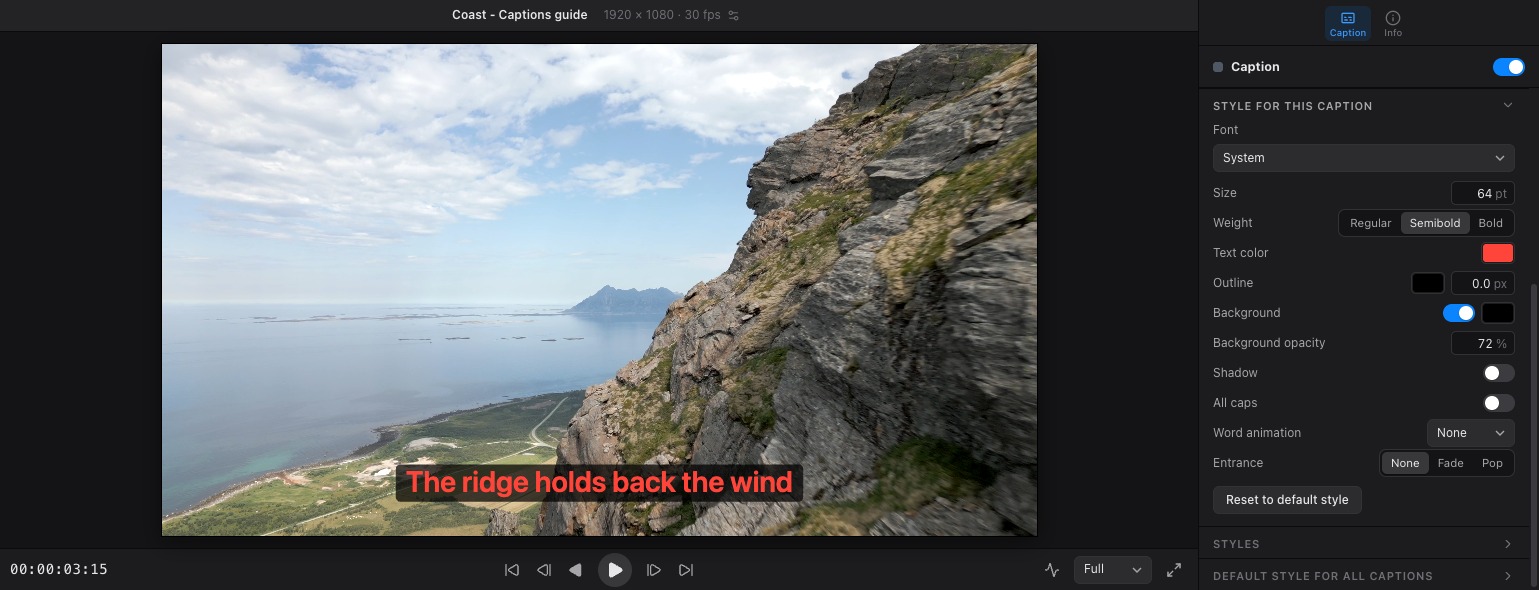 Coast - Captions guide 1920 × 1080 · 30 fps
Caption Info
Caption
STYLE FOR THIS CAPTION
Font
System
Size 64 pt
Weight Regular Semibold Bold
Text color
Outline 0.0 px
Background
Background opacity 72 %
Shadow
All caps
Word animation None
Entrance None Fade Pop
Reset to default style
STYLES
DEFAULT STYLE FOR ALL CAPTIONS
The ridge holds back the wind
00:00:03:15 Full